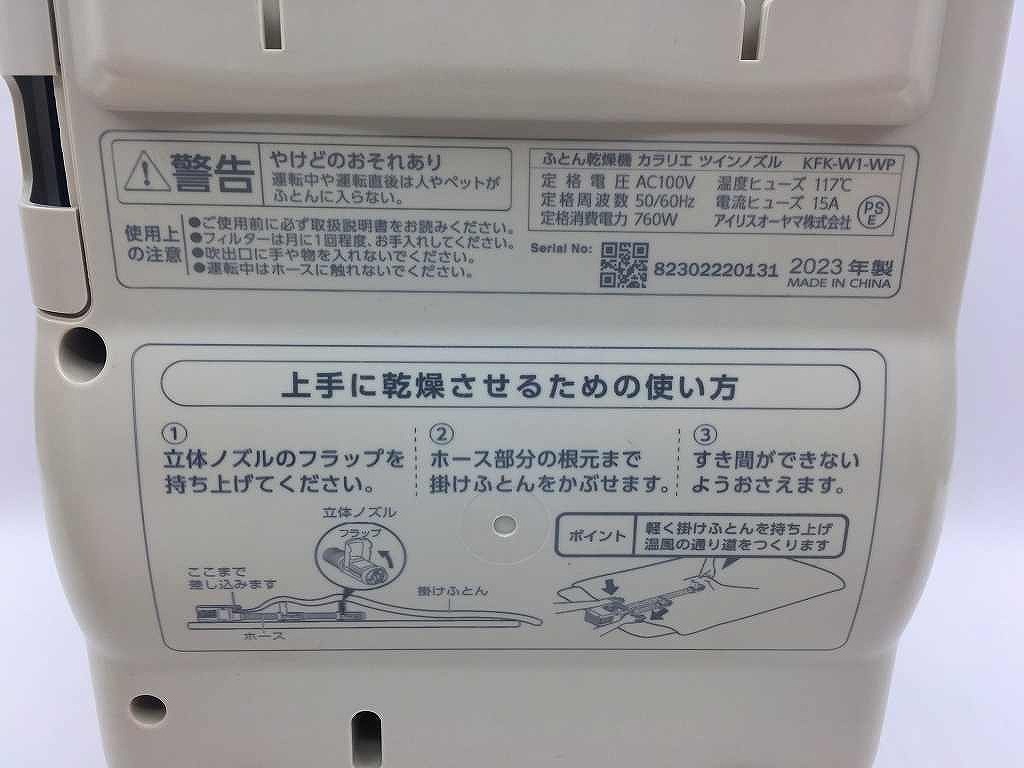 警告
やけどのおそれあり
運転中や運転直後は人やペットが
ふとんに入らない。
使用上
の注意
●ご使用前に必ず取扱説明書をお読みください。
●フィルターは月に1回程度、お手入れしてください。
●吹出口に手や物を入れないでください。
●運転中はホースに触れないでください。
ふとん乾燥機 カラリエ ツインノズル KFK-W1-WP
定格電圧 AC100V 温度ヒューズ 117℃
定格周波数 50/60Hz 電流ヒューズ 15A
定格消費電力 760W アイリスオーヤマ株式会社
PS
E
Serial No: 82302220131 2023年製
MADE IN CHINA
上手に乾燥させるための使い方
①
立体ノズルのフラップを
持ち上げてください。
立体ノズル
フラップ
ここまで
差し込みます
掛けふとん
ホース
②
ホース部分の根元まで
掛けふとんをかぶせます。
③
すき間ができない
ようおさえます。
ポイント
軽く掛けふとんを持ち上げ
温風の通り道をつくります